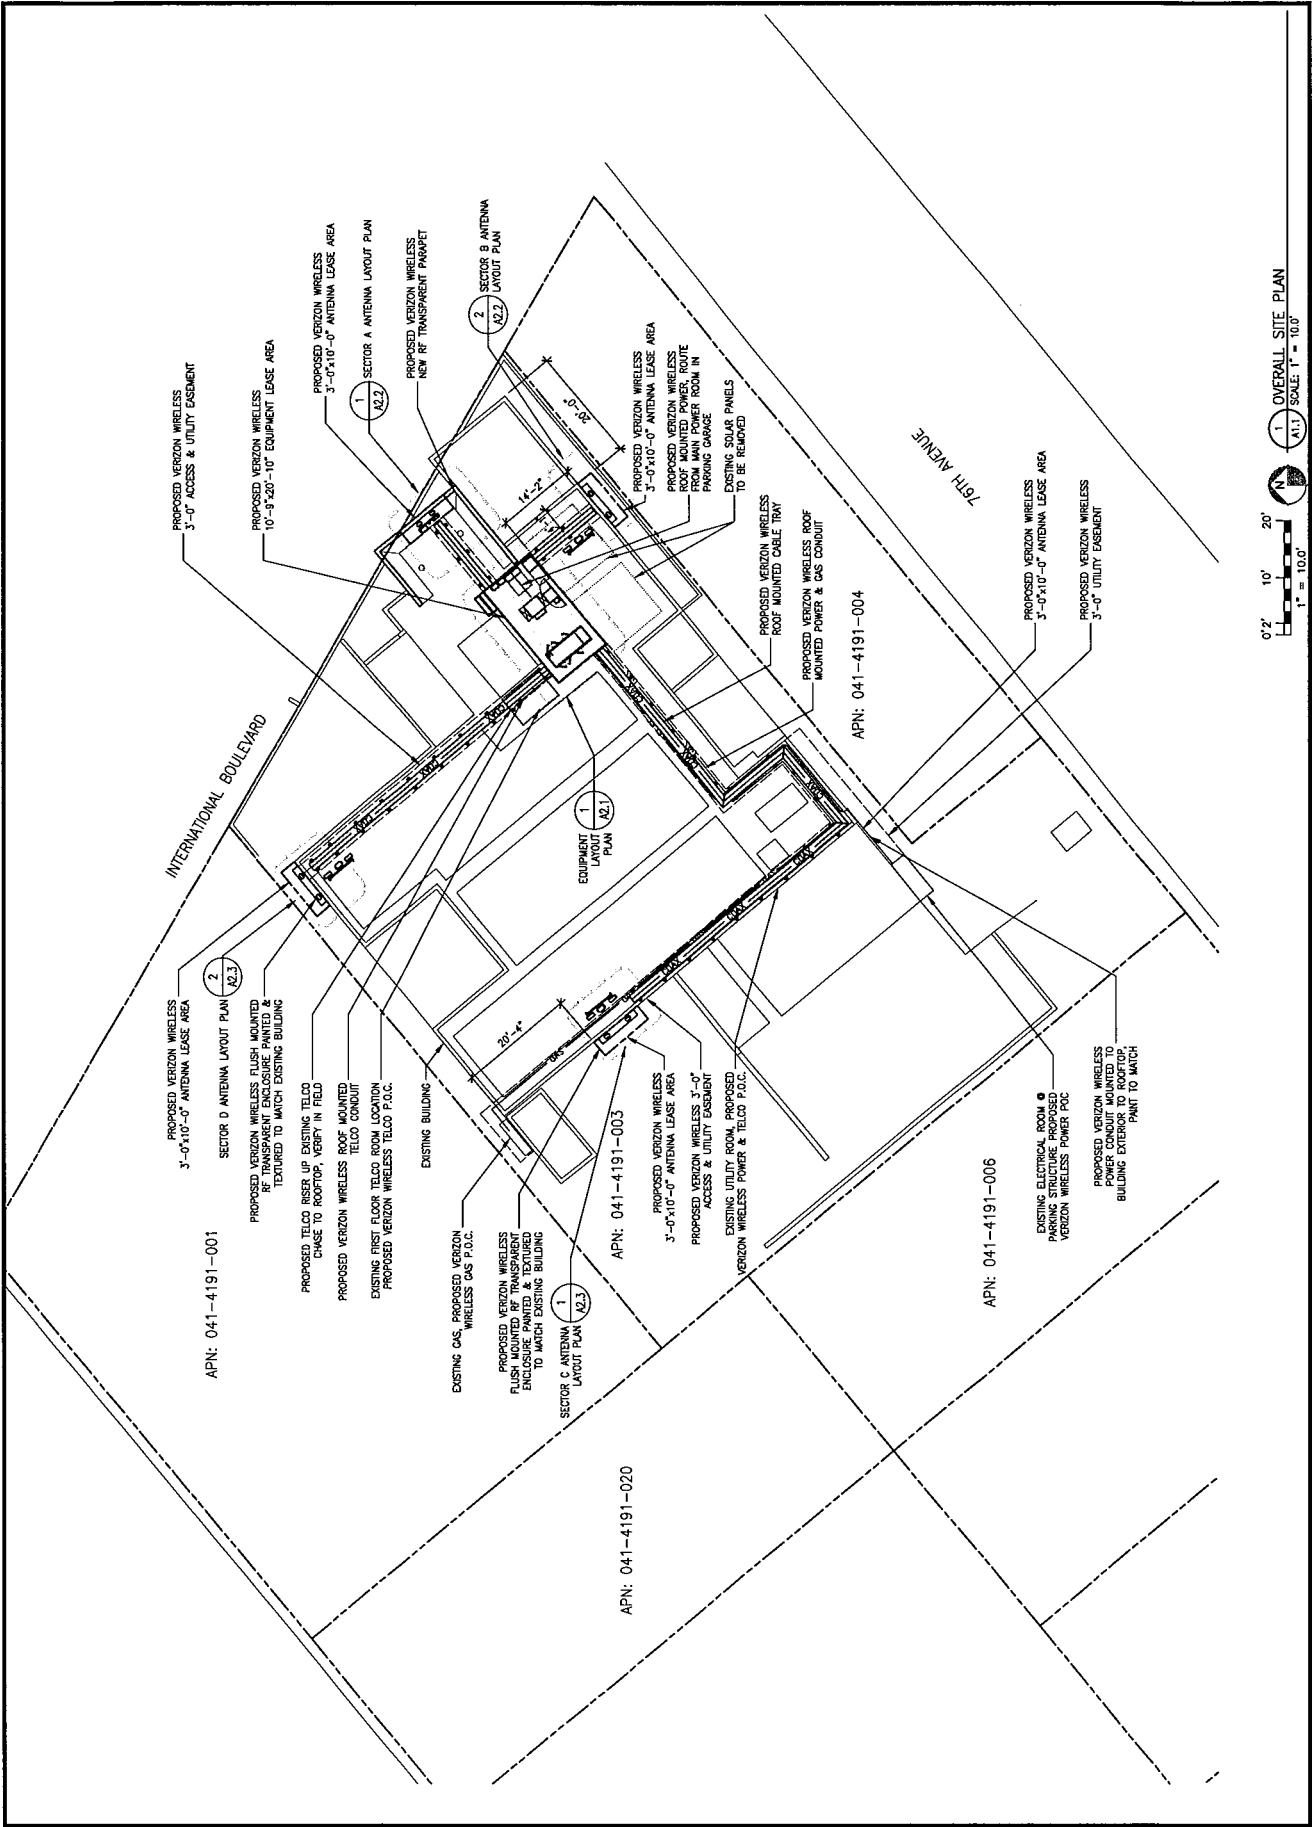 PROPOSED VERIZON WIRELESS
3'-0" ACCESS & UTILITY EASEMENT
PROPOSED VERIZON WIRELESS
10'-9"x20'-10" EQUIPMENT LEASE AREA
PROPOSED VERIZON WIRELESS
3'-0"x10'-0" ANTENNA LEASE AREA
1
A2.2
SECTOR A ANTENNA LAYOUT PLAN
PROPOSED VERIZON WIRELESS
NEW RF TRANSPARENT PARAPET
2
A2.2
SECTOR B ANTENNA
LAYOUT PLAN
INTERNATIONAL BOULEVARD
20'-0"
14'-2"
PROPOSED VERIZON WIRELESS
3'-0"x10'-0" ANTENNA LEASE AREA
PROPOSED VERIZON WIRELESS
ROOF MOUNTED POWER, ROUTE
FROM MAIN POWER ROOM IN
PARKING GARAGE
EXISTING SOLAR PANELS
TO BE REMOVED
76TH AVENUE
PROPOSED VERIZON WIRELESS
ROOF MOUNTED CABLE TRAY
PROPOSED VERIZON WIRELESS ROOF
MOUNTED POWER & GAS CONDUIT
APN: 041-4191-004
PROPOSED VERIZON WIRELESS
3'-0"x10'-0" ANTENNA LEASE AREA
PROPOSED VERIZON WIRELESS
3'-0" UTILITY EASEMENT
COAX
COAX
COAX
COAX
COAX
COAX
COAX
COAX
COAX
EQUIPMENT
LAYOUT
PLAN
1
A2.1
PROPOSED VERIZON WIRELESS
3'-0"x10'-0" ANTENNA LEASE AREA
SECTOR D ANTENNA LAYOUT PLAN
2
A2.3
PROPOSED VERIZON WIRELESS FLUSH MOUNTED
RF TRANSPARENT ENCLOSURE PAINTED &
TEXTURED TO MATCH EXISTING BUILDING
PROPOSED TELCO RISER UP EXISTING TELCO
CHASE TO ROOFTOP, VERIFY IN FIELD
PROPOSED VERIZON WIRELESS ROOF MOUNTED
TELCO CONDUIT
EXISTING FIRST FLOOR TELCO ROOM LOCATION
PROPOSED VERIZON WIRELESS TELCO P.O.C.
EXISTING BUILDING
20'-4"
GAS
EXISTING GAS, PROPOSED VERIZON
WIRELESS GAS P.O.C.
PROPOSED VERIZON WIRELESS
FLUSH MOUNTED RF TRANSPARENT
ENCLOSURE PAINTED & TEXTURED
TO MATCH EXISTING BUILDING
SECTOR C ANTENNA
LAYOUT PLAN
1
A2.3
APN: 041-4191-001
APN: 041-4191-003
PROPOSED VERIZON WIRELESS
3'-0"x10'-0" ANTENNA LEASE AREA
PROPOSED VERIZON WIRELESS 3'-0"
ACCESS & UTILITY EASEMENT
EXISTING UTILITY ROOM, PROPOSED
VERIZON WIRELESS POWER & TELCO P.O.C.
APN: 041-4191-006
EXISTING ELECTRICAL ROOM @
PARKING STRUCTURE PROPOSED
VERIZON WIRELESS POWER POC
PROPOSED VERIZON WIRELESS
POWER CONDUIT MOUNTED TO
BUILDING EXTERIOR TO ROOFTOP.
PAINT TO MATCH
APN: 041-4191-020
0'2' 10' 20'
1" = 10.0'
N
1
A1.1
OVERALL SITE PLAN
SCALE: 1" = 10.0'